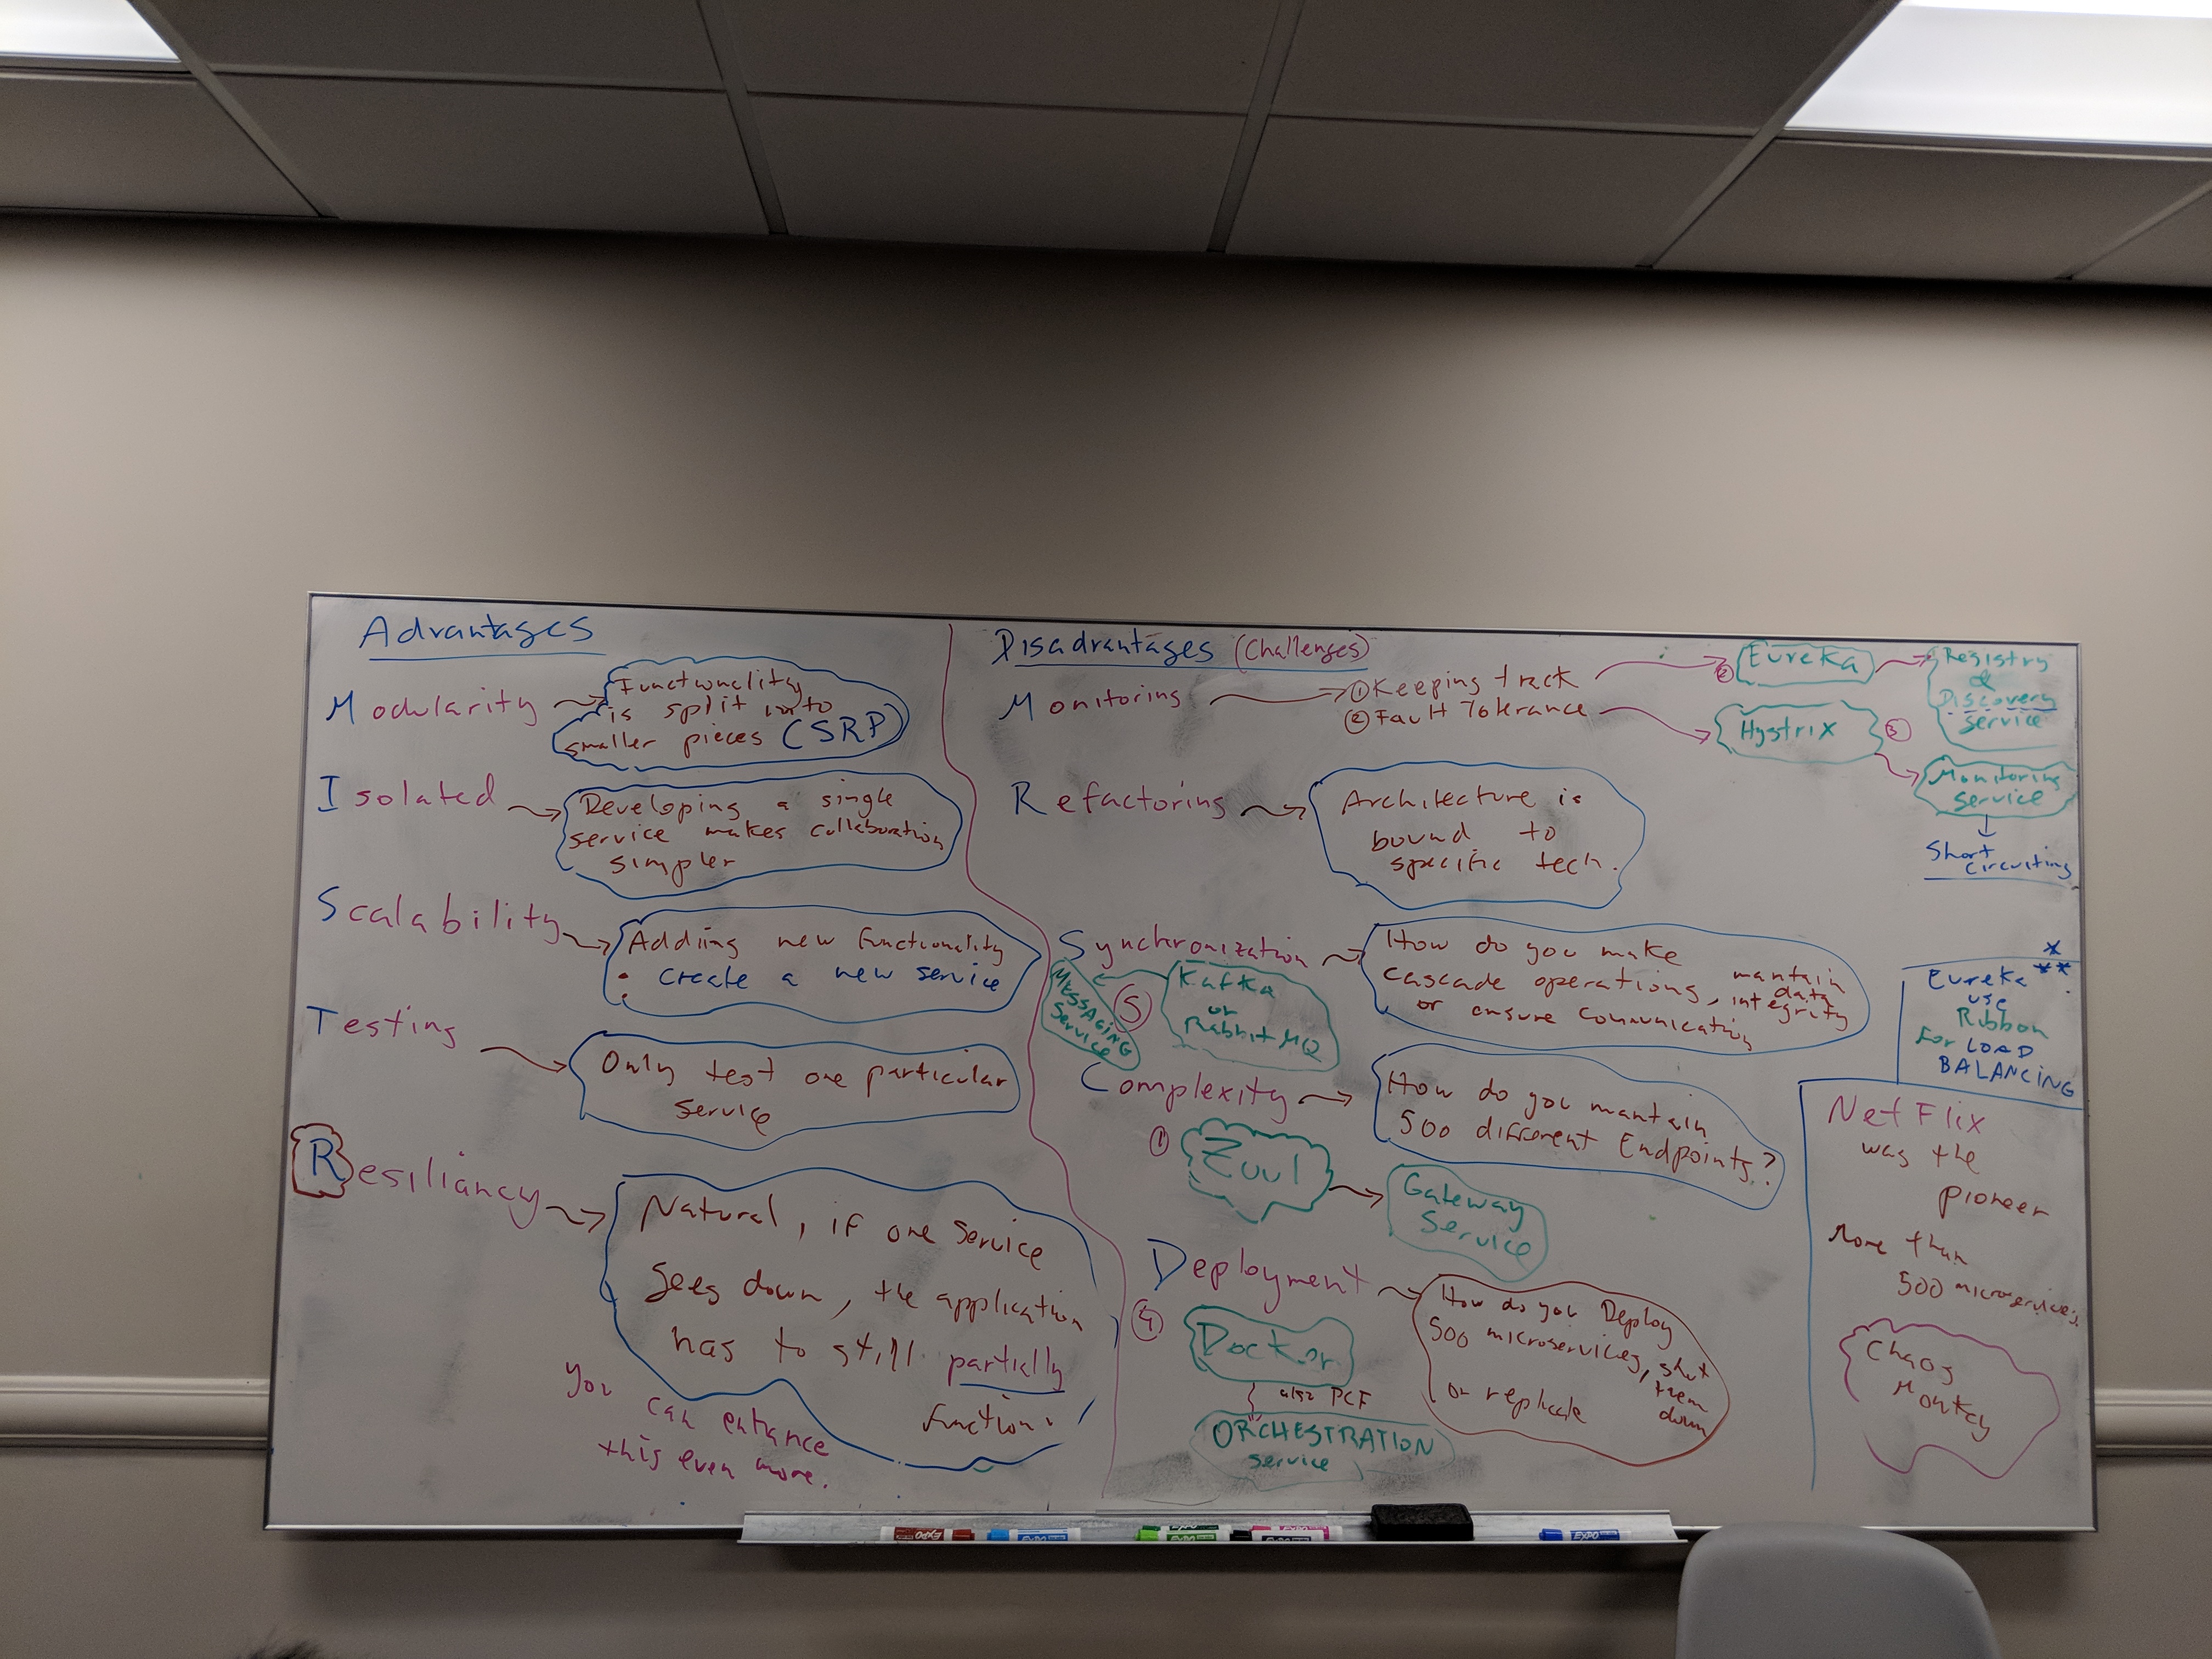 Advantages
Modularity
Functionality
is split into
smaller pieces (SRP)
Isolated
Developing a single
service makes collaboration
simpler
Scalability
Adding new functionality
• create a new service
Testing
Only test one particular
service
Resiliancy
Natural, if one service
goes down, the application
has to still partially
function.
You can enhance
this even more.
Disadvantages (Challenges)
Monitoring
① Keeping track
② Fault Tolerance
②
Eureka
Registry
&
Discovery
service
Hystrix
③
Monitoring
service
Short
circuiting
Refactoring
Architecture is
bound to
specific tech.
Synchronization
How do you make
cascade operations, mantain
data
integrity
or ensure communication
Kafka
or
RabbitMQ
⑤
MESSAGING
Service
Complexity
How do you mantain
500 different Endpoints?
①
Zuul
Gateway
Service
Deployment
How do you Deploy
500 microservices, shut
them
down
or replicate
④
Docker
also PCF
ORCHESTRATION
service
*
**
Eureka
use
Ribbon
for LOAD
BALANCING
NetFlix
was the
pioneer
More than
500 microservices
Chaos
Monkey
EXPO
EXPO
EXPO
EXPO
EXPO